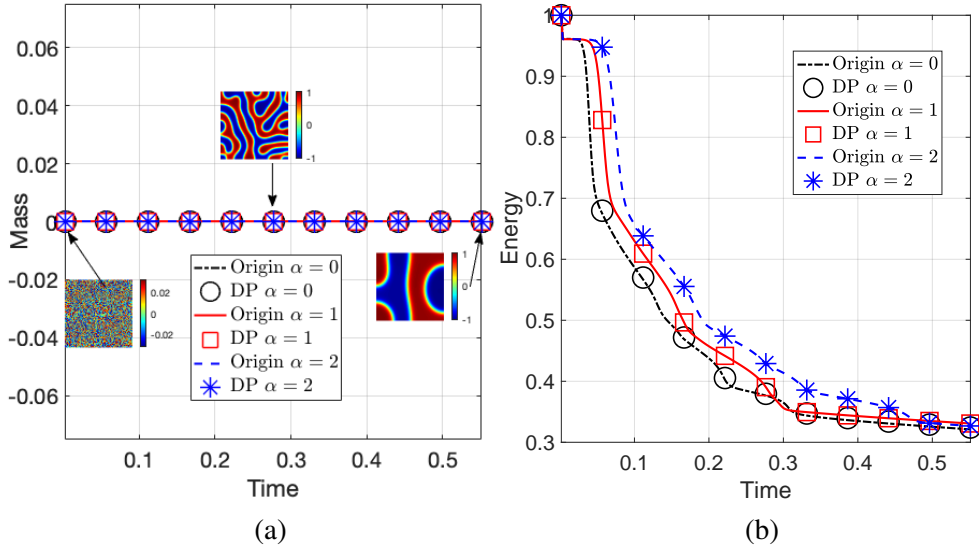 0.06
0.04
0.02
0
-0.02
-0.04
-0.06
Mass
1
0
-1
0.02
0
-0.02
1
0
-1
Origin α = 0
DP α = 0
Origin α = 1
DP α = 1
Origin α = 2
DP α = 2
0.1 0.2 0.3 0.4 0.5
Time
(a)
1
0.9
0.8
0.7
0.6
0.5
0.4
0.3
Energy
Origin α = 0
DP α = 0
Origin α = 1
DP α = 1
Origin α = 2
DP α = 2
0.1 0.2 0.3 0.4 0.5
Time
(b)